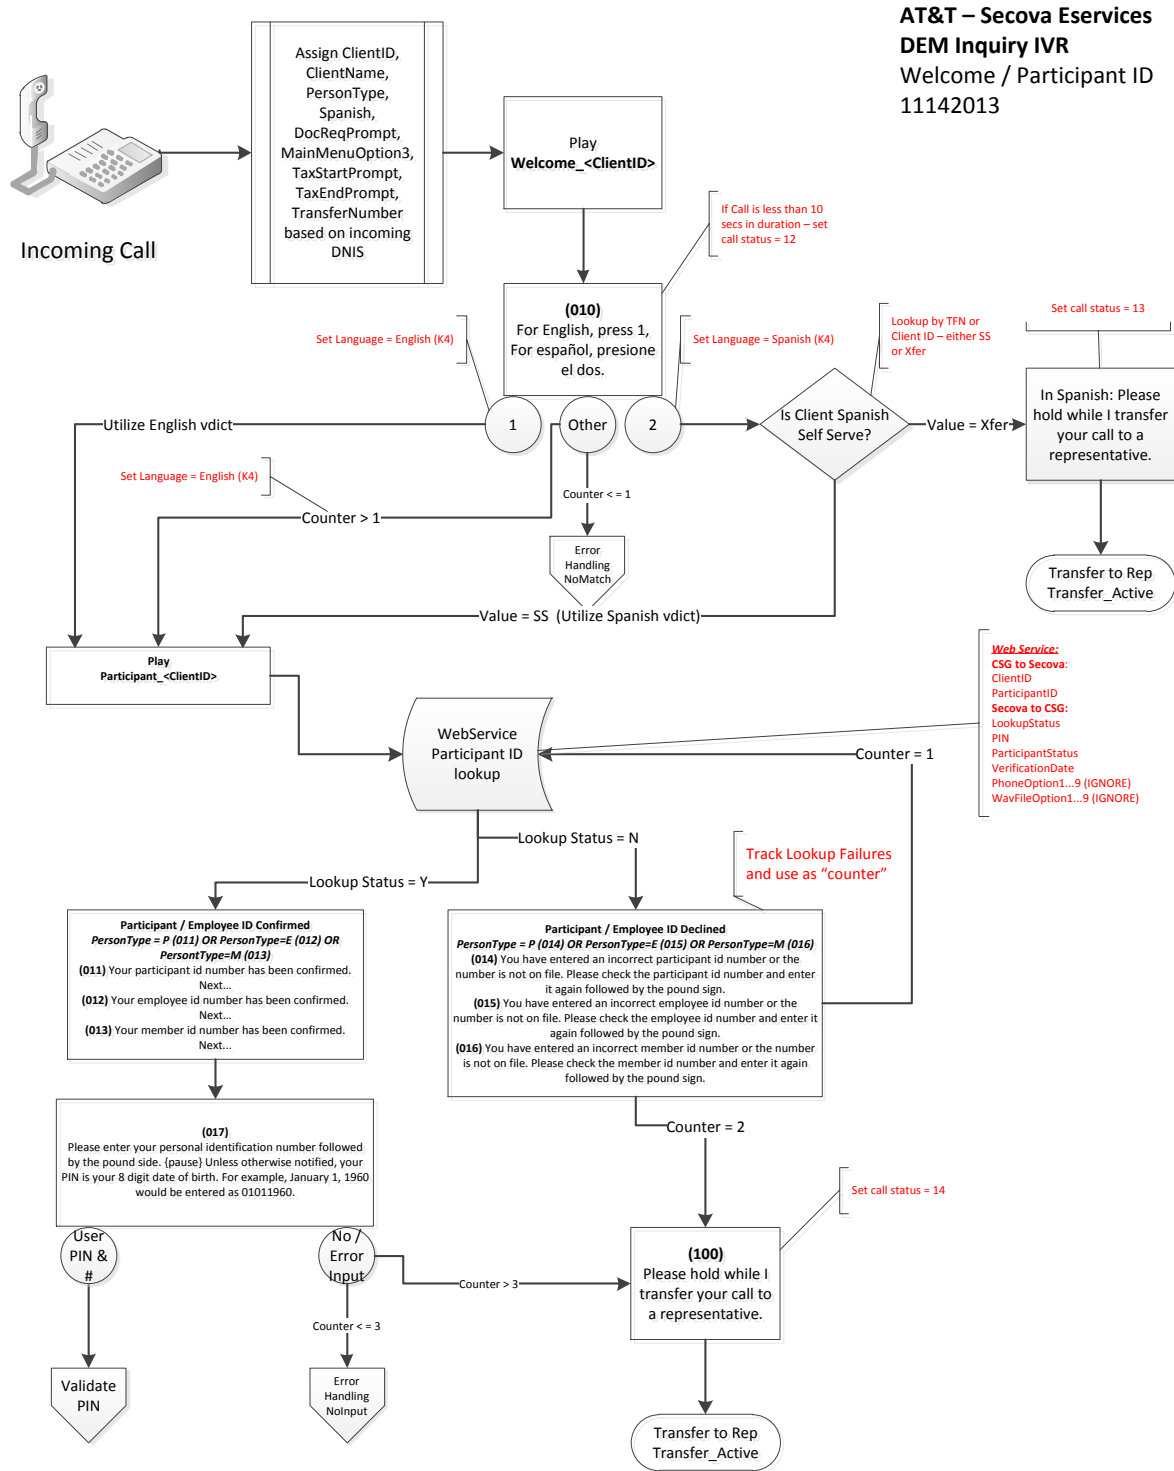 AT&T – Secova Eservices
DEM Inquiry IVR
Welcome / Participant ID
11142013
Incoming Call
Assign ClientID,
ClientName,
PersonType,
Spanish,
DocReqPrompt,
MainMenuOption3,
TaxStartPrompt,
TaxEndPrompt,
TransferNumber
based on incoming
DNIS
Play
Welcome_<ClientID>
If Call is less than 10
secs in duration – set
call status = 12
(010)
For English, press 1,
For español, presione
el dos.
Set Language = English (K4)
Set Language = Spanish (K4)
Lookup by TFN or
Client ID – either SS
or Xfer
Set call status = 13
1
Other
2
Is Client Spanish
Self Serve?
Value = Xfer
In Spanish: Please
hold while I transfer
your call to a
representative.
Utilize English vdict
Set Language = English (K4)
Counter > 1
Counter < = 1
Error
Handling
NoMatch
Transfer to Rep
Transfer_Active
Value = SS  (Utilize Spanish vdict)
Play
Participant_<ClientID>
WebService
Participant ID
lookup
Counter = 1
Web Service:
CSG to Secova:
ClientID
ParticipantID
Secova to CSG:
LookupStatus
PIN
ParticipantStatus
VerificationDate
PhoneOption1...9 (IGNORE)
WavFileOption1...9 (IGNORE)
Lookup Status = N
Lookup Status = Y
Track Lookup Failures
and use as “counter”
Participant / Employee ID Confirmed
PersonType = P (011) OR PersonType=E (012) OR
PersontType=M (013)
(011) Your participant id number has been confirmed.
Next...
(012) Your employee id number has been confirmed.
Next...
(013) Your member id number has been confirmed.
Next...
Participant / Employee ID Declined
PersonType = P (014) OR PersonType=E (015) OR PersonType=M (016)
(014) You have entered an incorrect participant id number or the
number is not on file. Please check the participant id number and enter
it again followed by the pound sign.
(015) You have entered an incorrect employee id number or the
number is not on file. Please check the employee id number and enter it
again followed by the pound sign.
(016) You have entered an incorrect member id number or the number
is not on file. Please check the member id number and enter it again
followed by the pound sign.
(017)
Please enter your personal identification number followed
by the pound side. {pause} Unless otherwise notified, your
PIN is your 8 digit date of birth. For example, January 1, 1960
would be entered as 01011960.
Counter = 2
Set call status = 14
User
PIN &
#
No /
Error
Input
Counter > 3
(100)
Please hold while I
transfer your call to
a representative.
Counter < = 3
Validate
PIN
Error
Handling
NoInput
Transfer to Rep
Transfer_Active